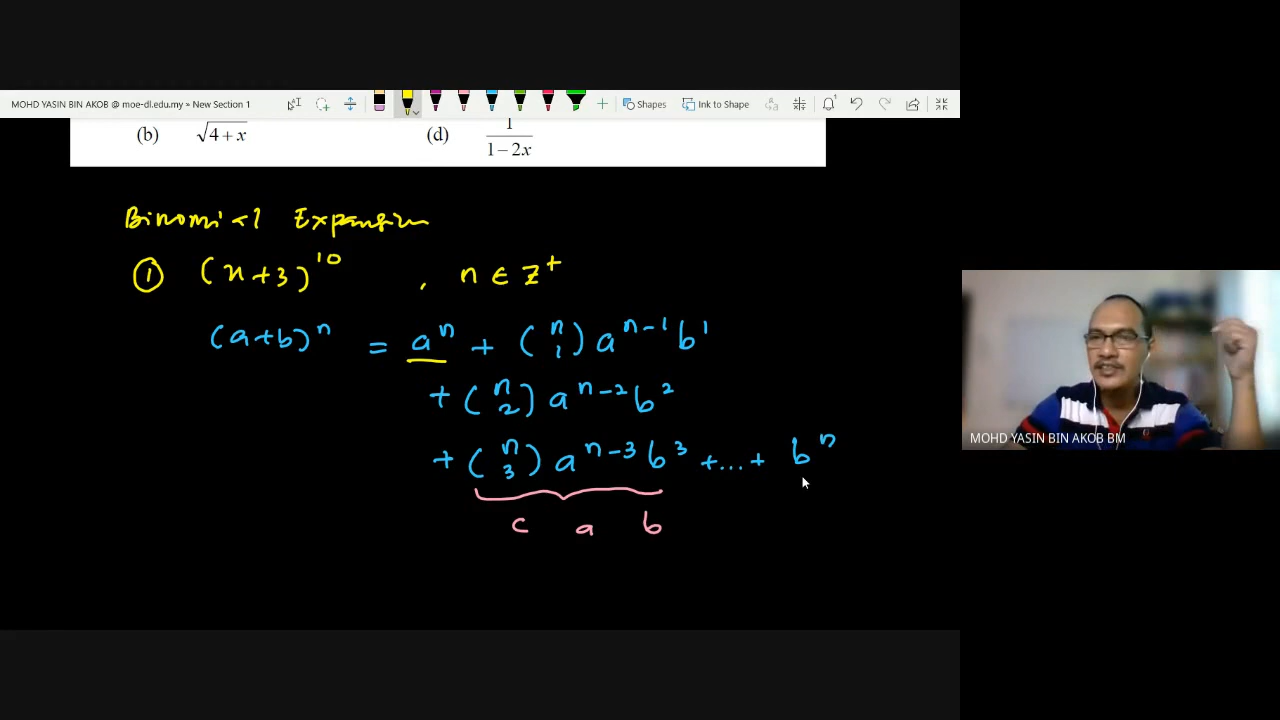 MOHD YASIN BIN AKOB @ moe-dl.edu.my » New Section 1
Shapes
Ink to Shape
(b) √4+x (d) 1/(1−2x)
Binomial Expansion
① (x+3)^10 , n ∈ Z^+
(a+b)^n = a^n + (n 1) a^(n-1) b^1
+ (n 2) a^(n-2) b^2
+ (n 3) a^(n-3) b^3 + ... + b^n
c a b
MOHD YASIN BIN AKOB BM